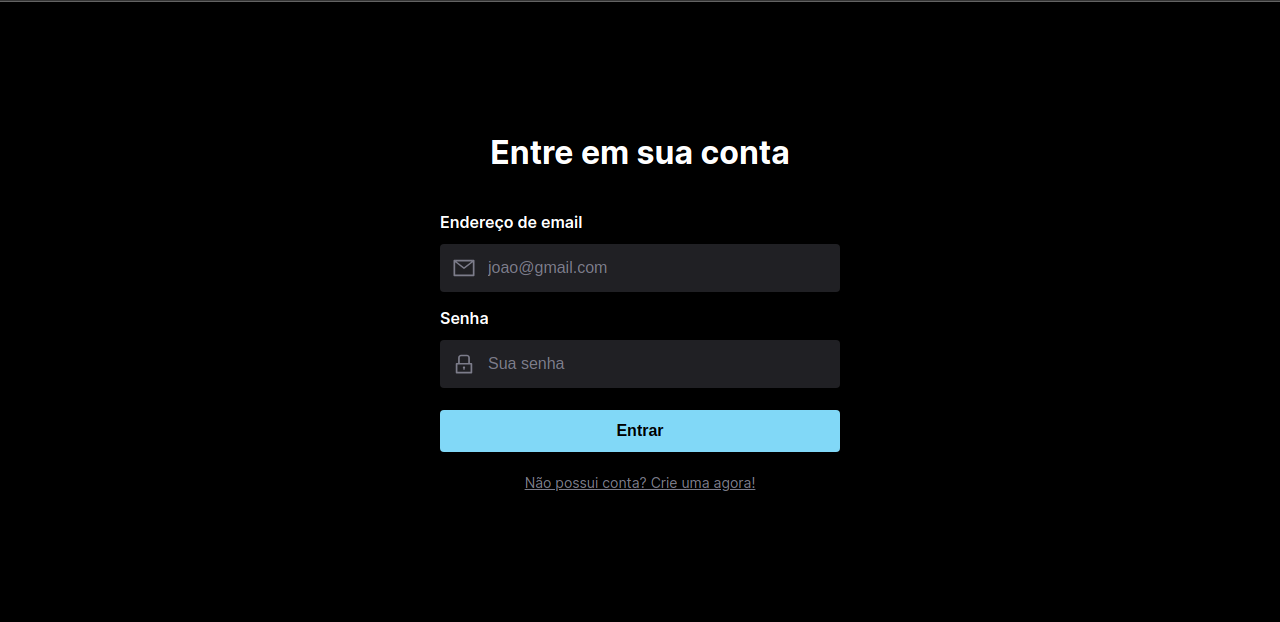 Entre em sua conta
Endereço de email
joao@gmail.com
Senha
Sua senha
Entrar
Não possui conta? Crie uma agora!